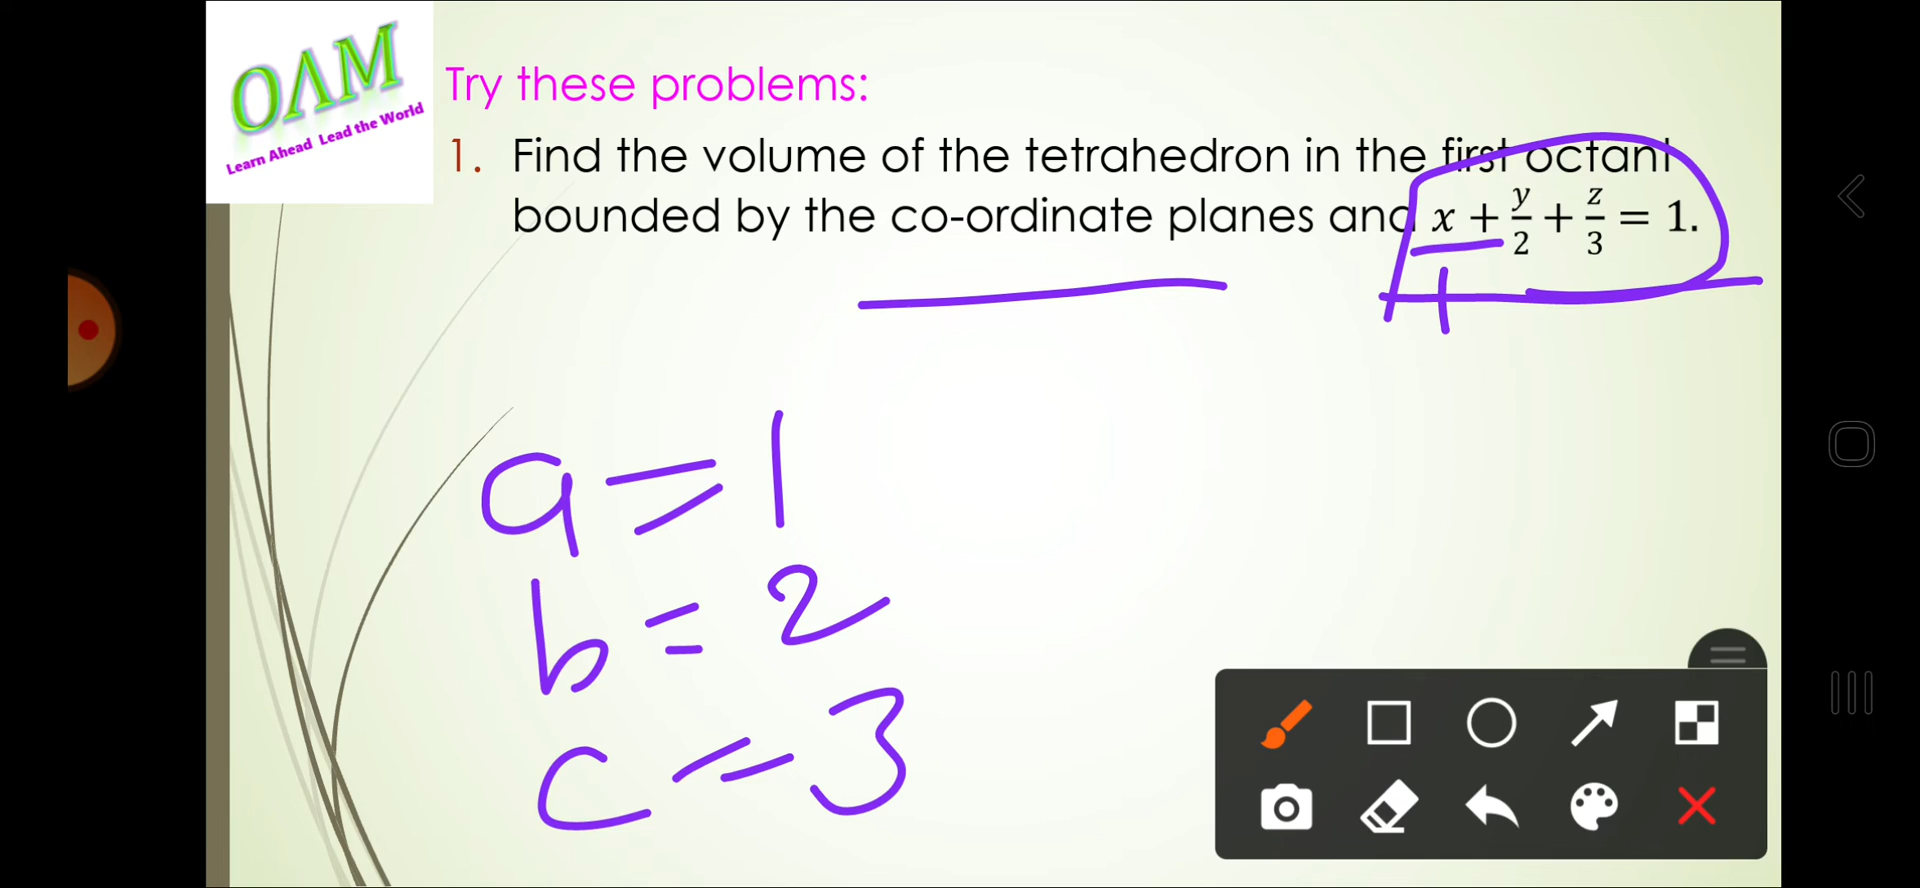 OΛM
Learn Ahead Lead the World
Try these problems:
1. Find the volume of the tetrahedron in the first octant
bounded by the co-ordinate planes and x + y/2 + z/3 = 1.
1
a = 1
b = 2
c = 3